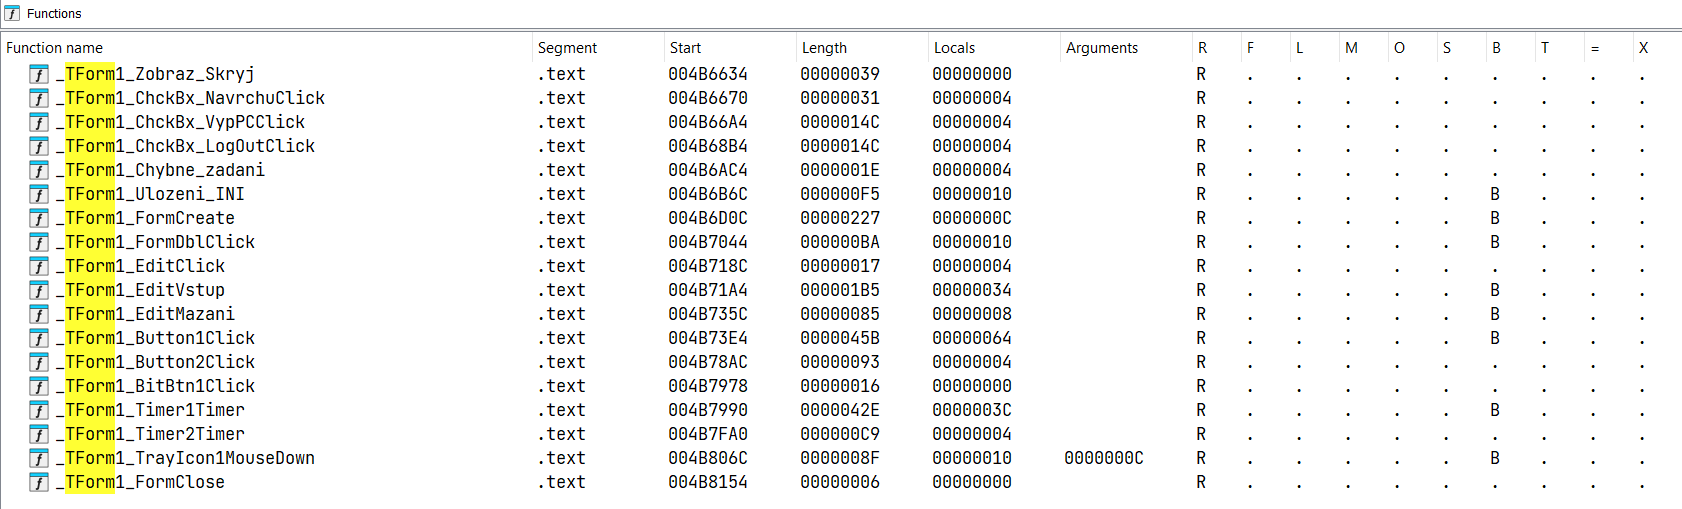 Functions
Function name Segment Start Length Locals Arguments R F L M O S B T = X
_TForm1_Zobraz_Skryj .text 004B6634 00000039 00000000 R . . . . . . . . .
_TForm1_ChckBx_NavrchuClick .text 004B6670 00000031 00000004 R . . . . . . . . .
_TForm1_ChckBx_VypPCClick .text 004B66A4 0000014C 00000004 R . . . . . . . . .
_TForm1_ChckBx_LogOutClick .text 004B68B4 0000014C 00000004 R . . . . . . . . .
_TForm1_Chybne_zadani .text 004B6AC4 0000001E 00000004 R . . . . . . . . .
_TForm1_Ulozeni_INI .text 004B6B6C 000000F5 00000010 R . . . . . B . . .
_TForm1_FormCreate .text 004B6D0C 00000227 0000000C R . . . . . B . . .
_TForm1_FormDblClick .text 004B7044 000000BA 00000010 R . . . . . B . . .
_TForm1_EditClick .text 004B718C 00000017 00000004 R . . . . . . . . .
_TForm1_EditVstup .text 004B71A4 000001B5 00000034 R . . . . . B . . .
_TForm1_EditMazani .text 004B735C 00000085 00000008 R . . . . . B . . .
_TForm1_Button1Click .text 004B73E4 0000045B 00000064 R . . . . . B . . .
_TForm1_Button2Click .text 004B78AC 00000093 00000004 R . . . . . . . . .
_TForm1_BitBtn1Click .text 004B7978 00000016 00000000 R . . . . . . . . .
_TForm1_Timer1Timer .text 004B7990 0000042E 0000003C R . . . . . B . . .
_TForm1_Timer2Timer .text 004B7FA0 000000C9 00000004 R . . . . . . . . .
_TForm1_TrayIcon1MouseDown .text 004B806C 0000008F 00000010 0000000C R . . . . . B . . .
_TForm1_FormClose .text 004B8154 00000006 00000000 R . . . . . . . . .